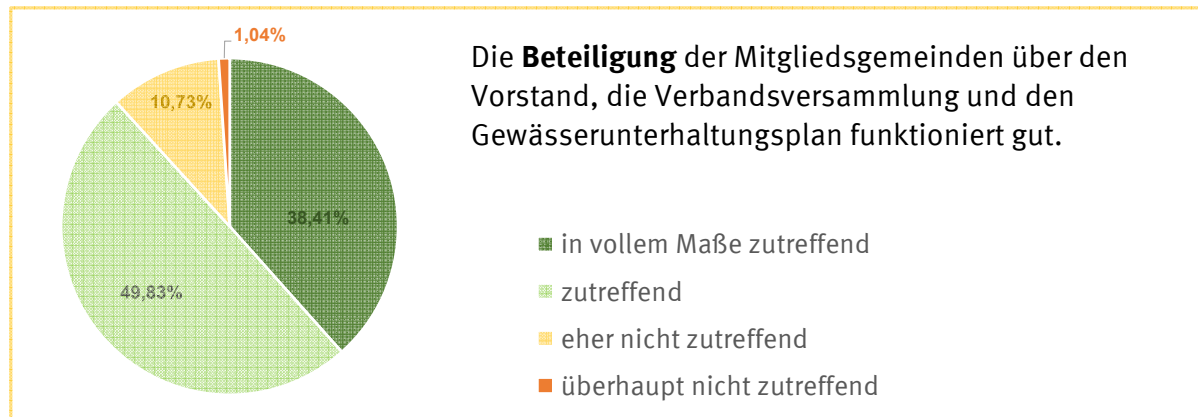 1,04%
10,73%
38,41%
49,83%
Die Beteiligung der Mitgliedsgemeinden über den
Vorstand, die Verbandsversammlung und den
Gewässerunterhaltungsplan funktioniert gut.
in vollem Maße zutreffend
zutreffend
eher nicht zutreffend
überhaupt nicht zutreffend